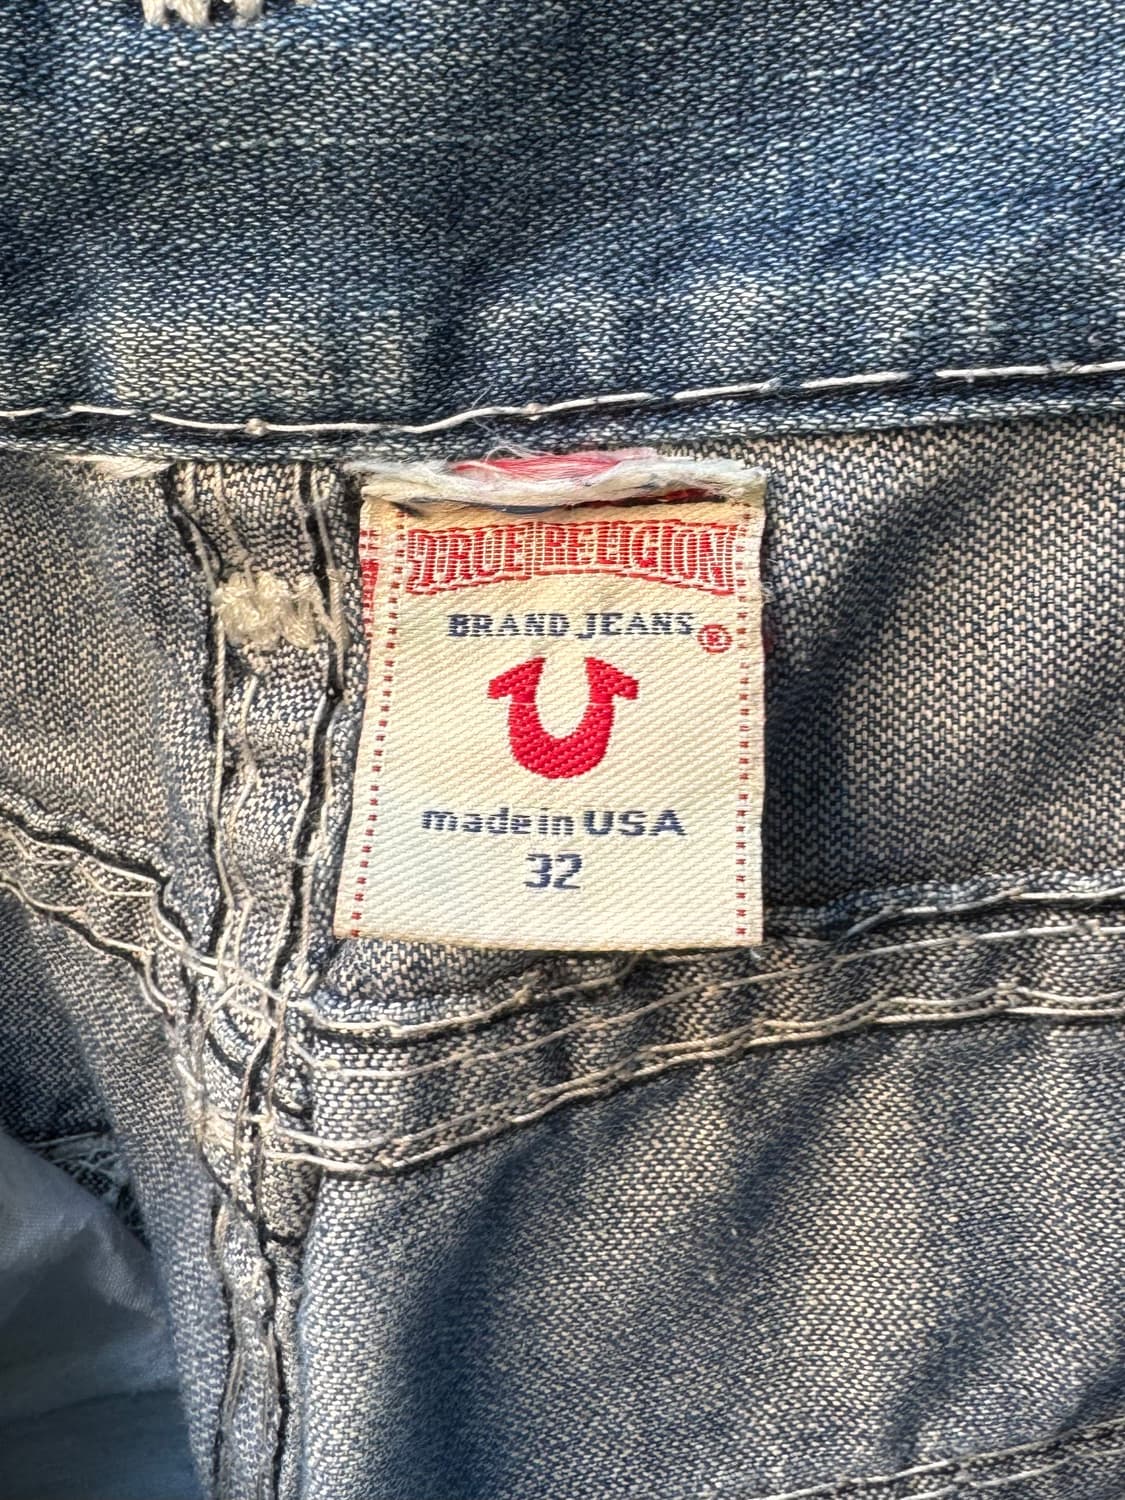 TRUE RELIGION
BRAND JEANS®
made in USA
32